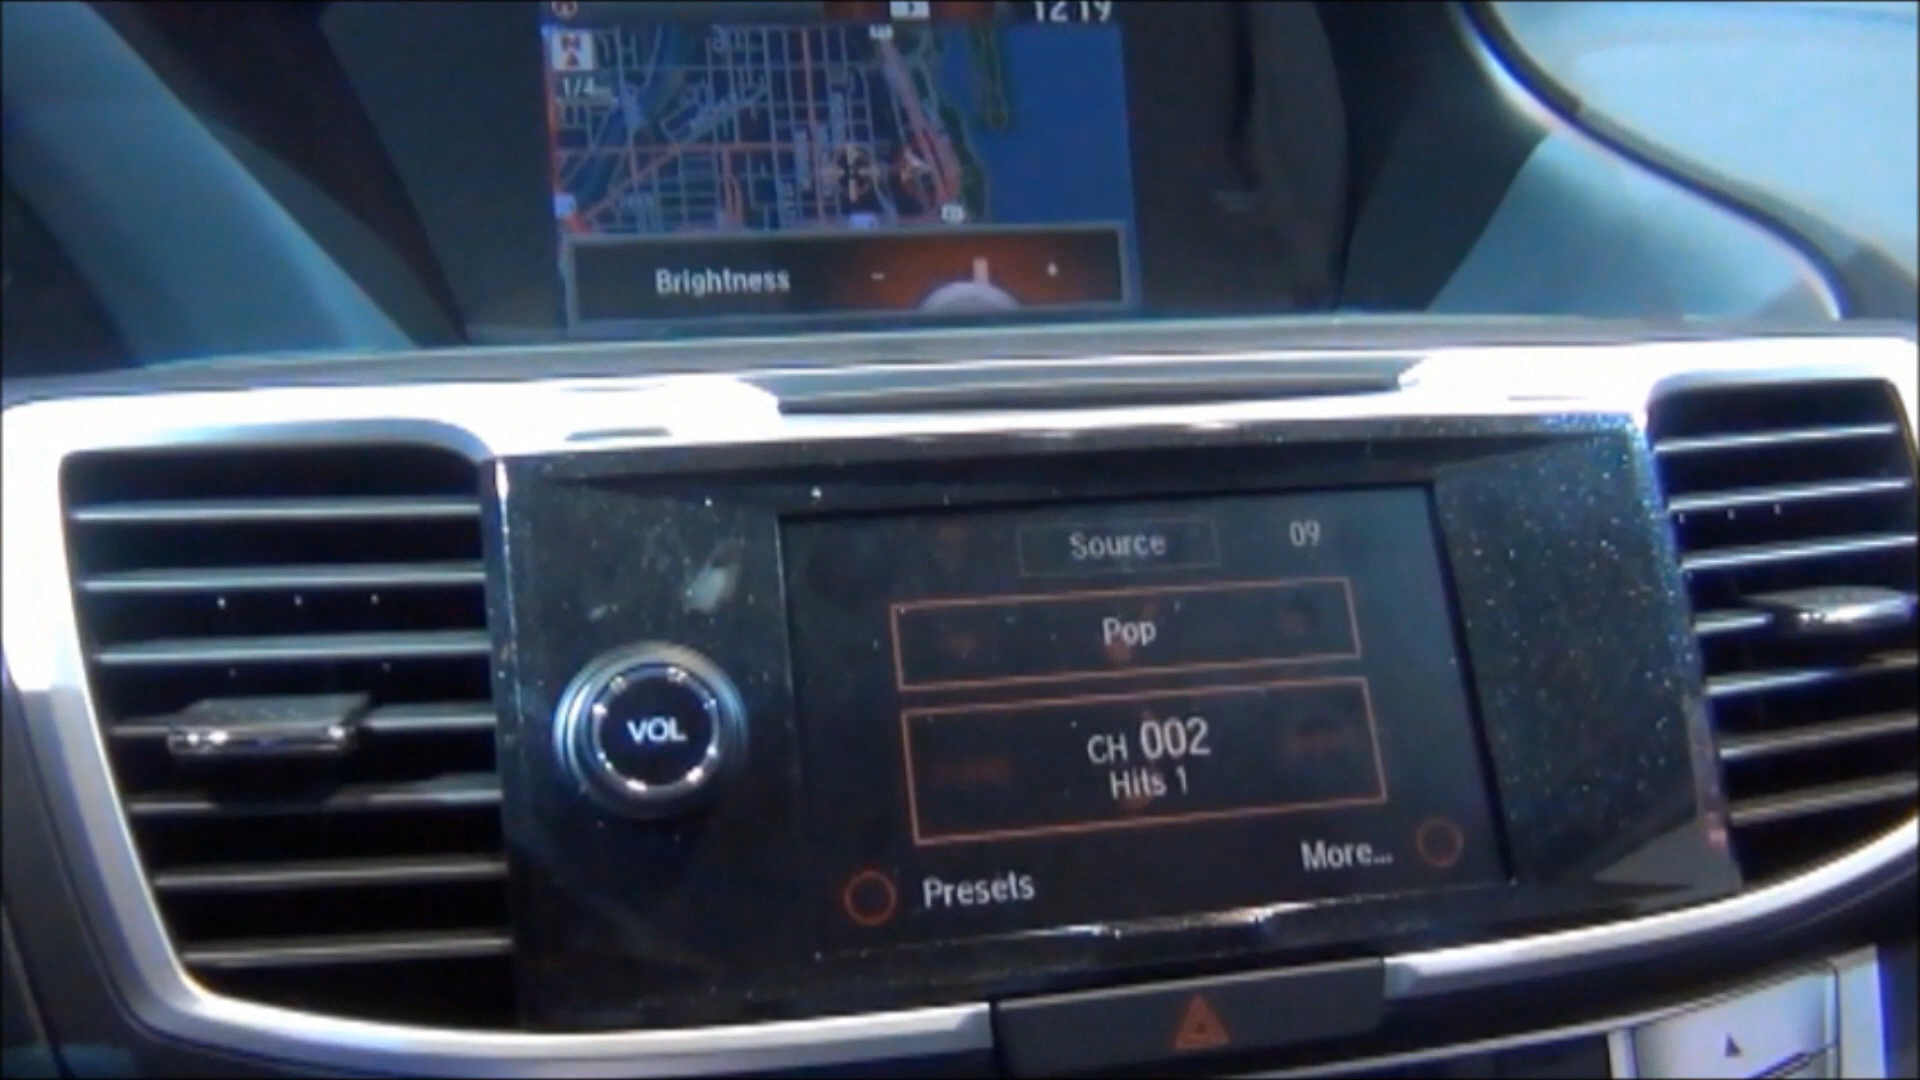 12 19
N
1/4
Brightness
Source
09
Pop
VOL
CH 002
Hits 1
More...
Presets